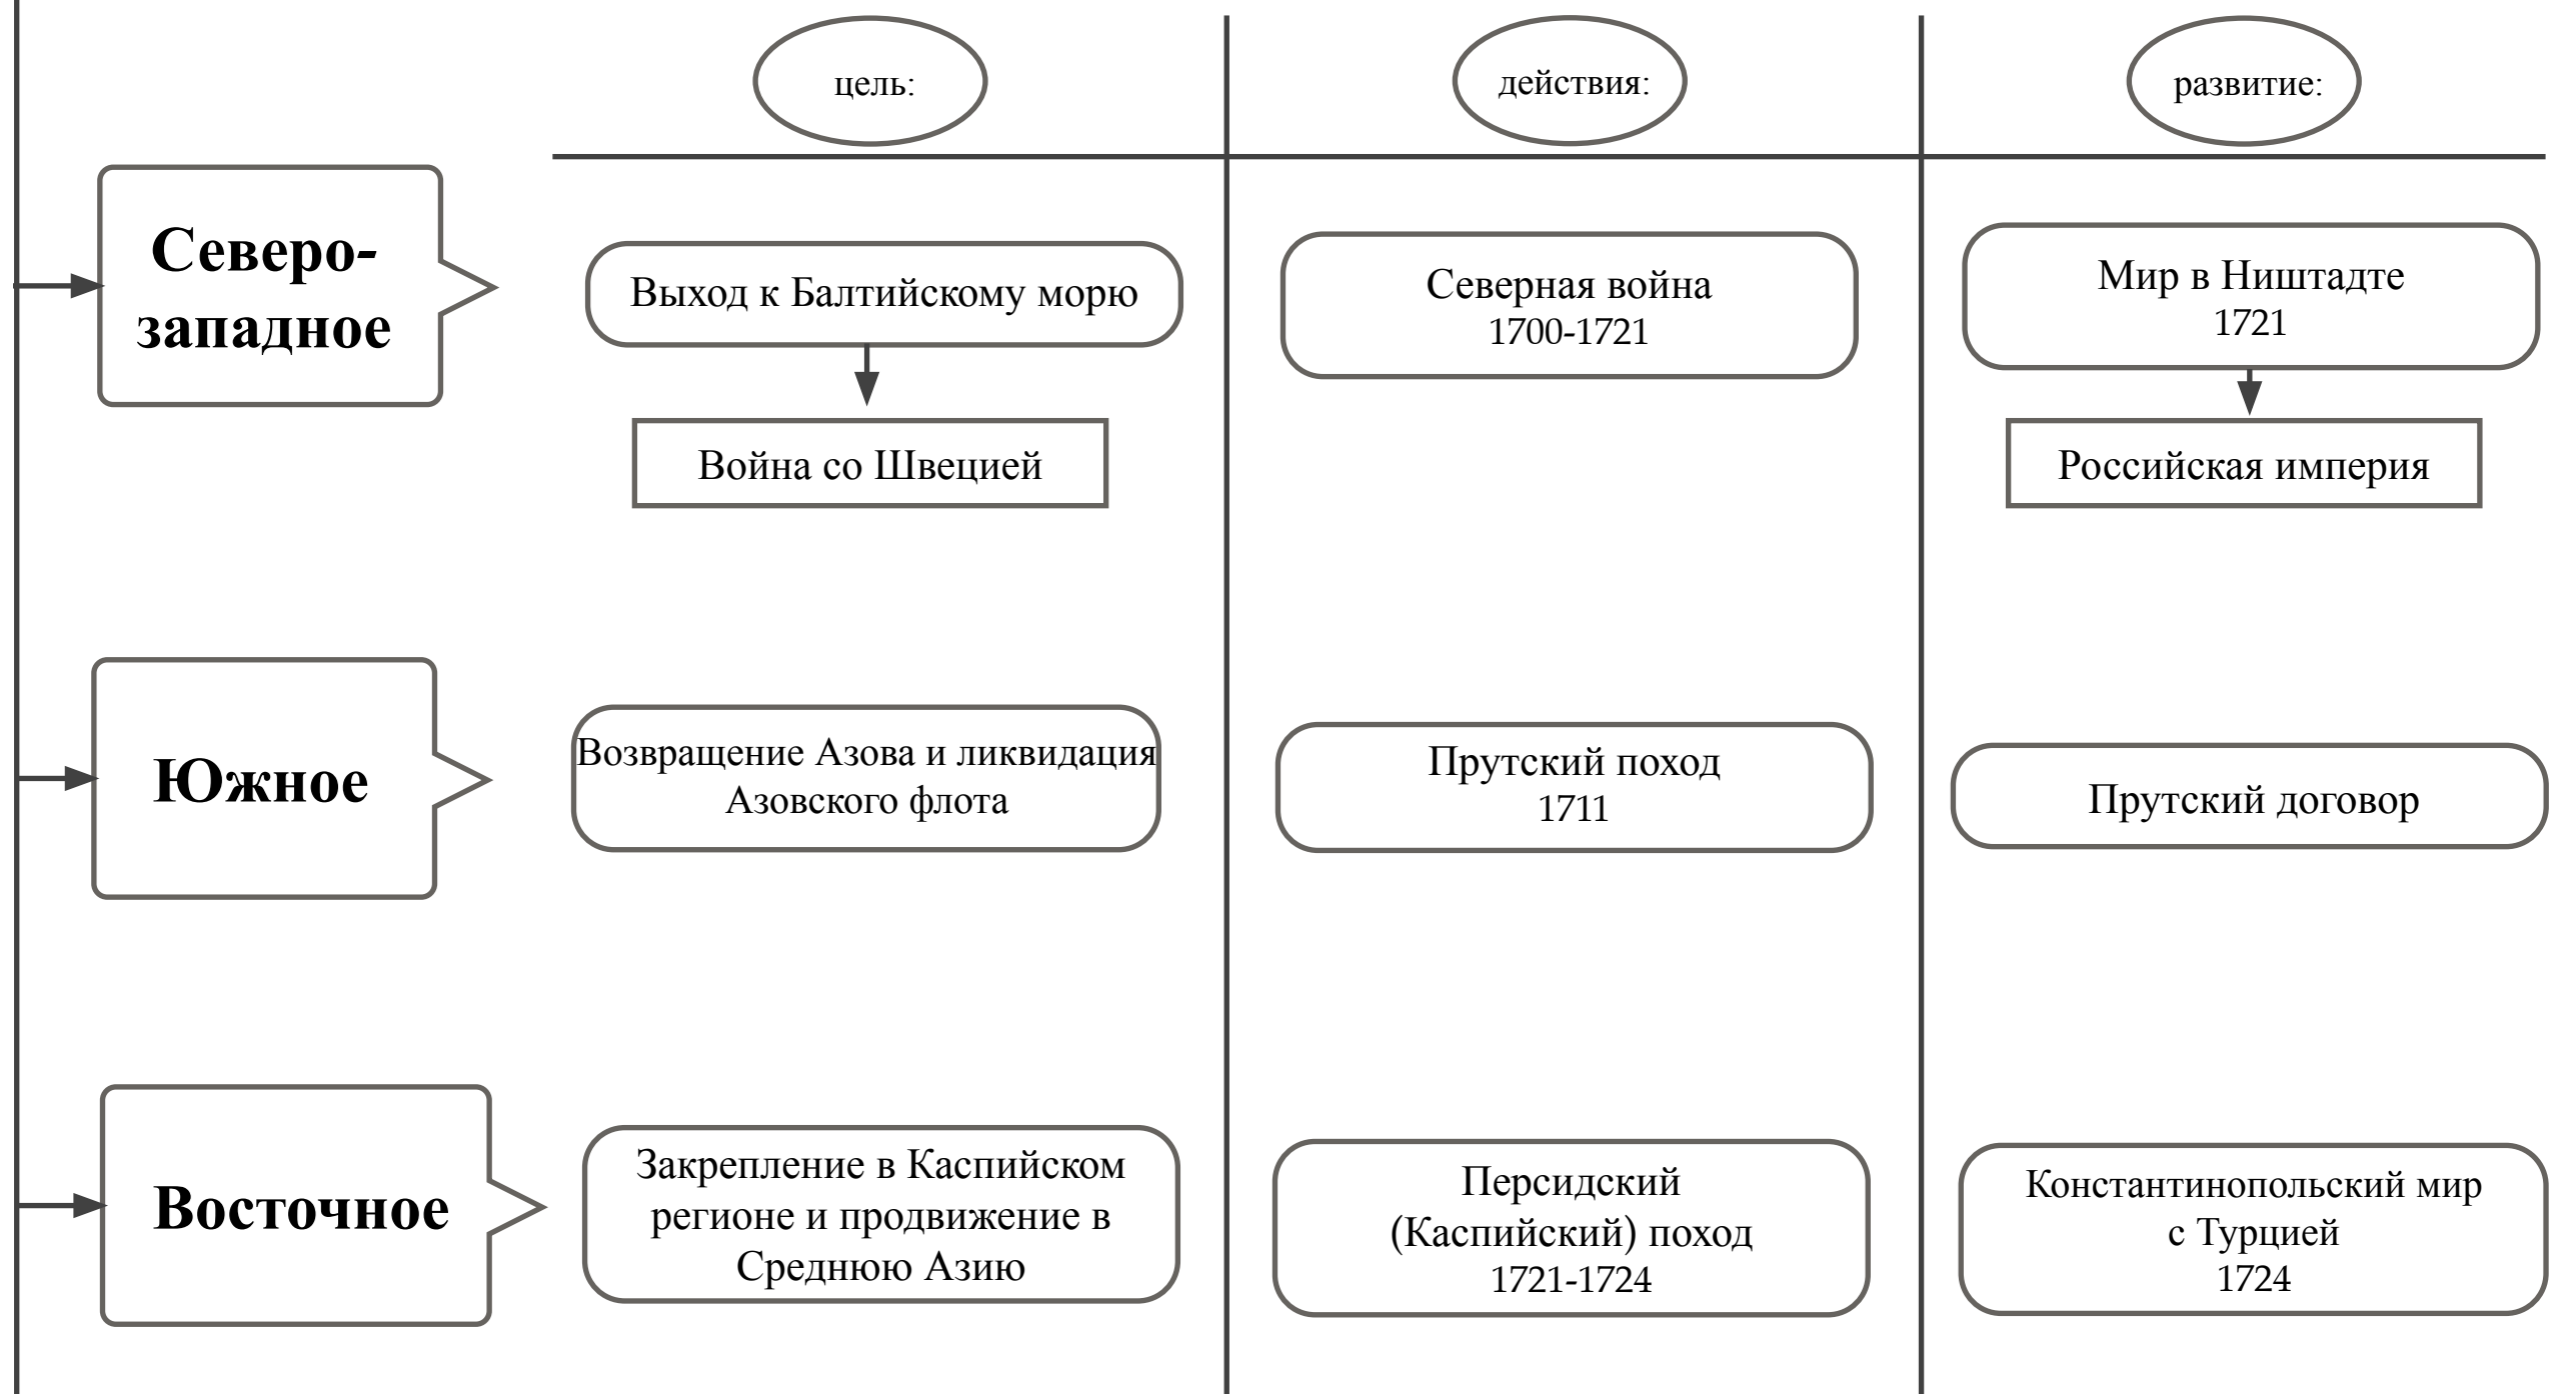 цель:
действия:
развитие:
Северо-
западное
Выход к Балтийскому морю
Война со Швецией
Северная война
1700-1721
Мир в Ништадте
1721
Российская империя
Южное
Возвращение Азова и ликвидация
Азовского флота
Прутский поход
1711
Прутский договор
Восточное
Закрепление в Каспийском
регионе и продвижение в
Среднюю Азию
Персидский
(Каспийский) поход
1721-1724
Константинопольский мир
с Турцией
1724